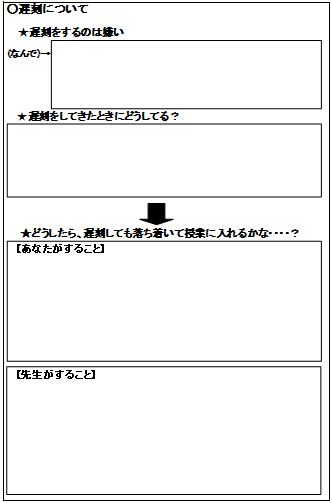 〇遅刻について
★遅刻をするのは嫌い
(なんで)→
★遅刻をしてきたときにどうしてる？
★どうしたら、遅刻しても落ち着いて授業に入れるかな・・・・？
【あなたがすること】
【先生がすること】